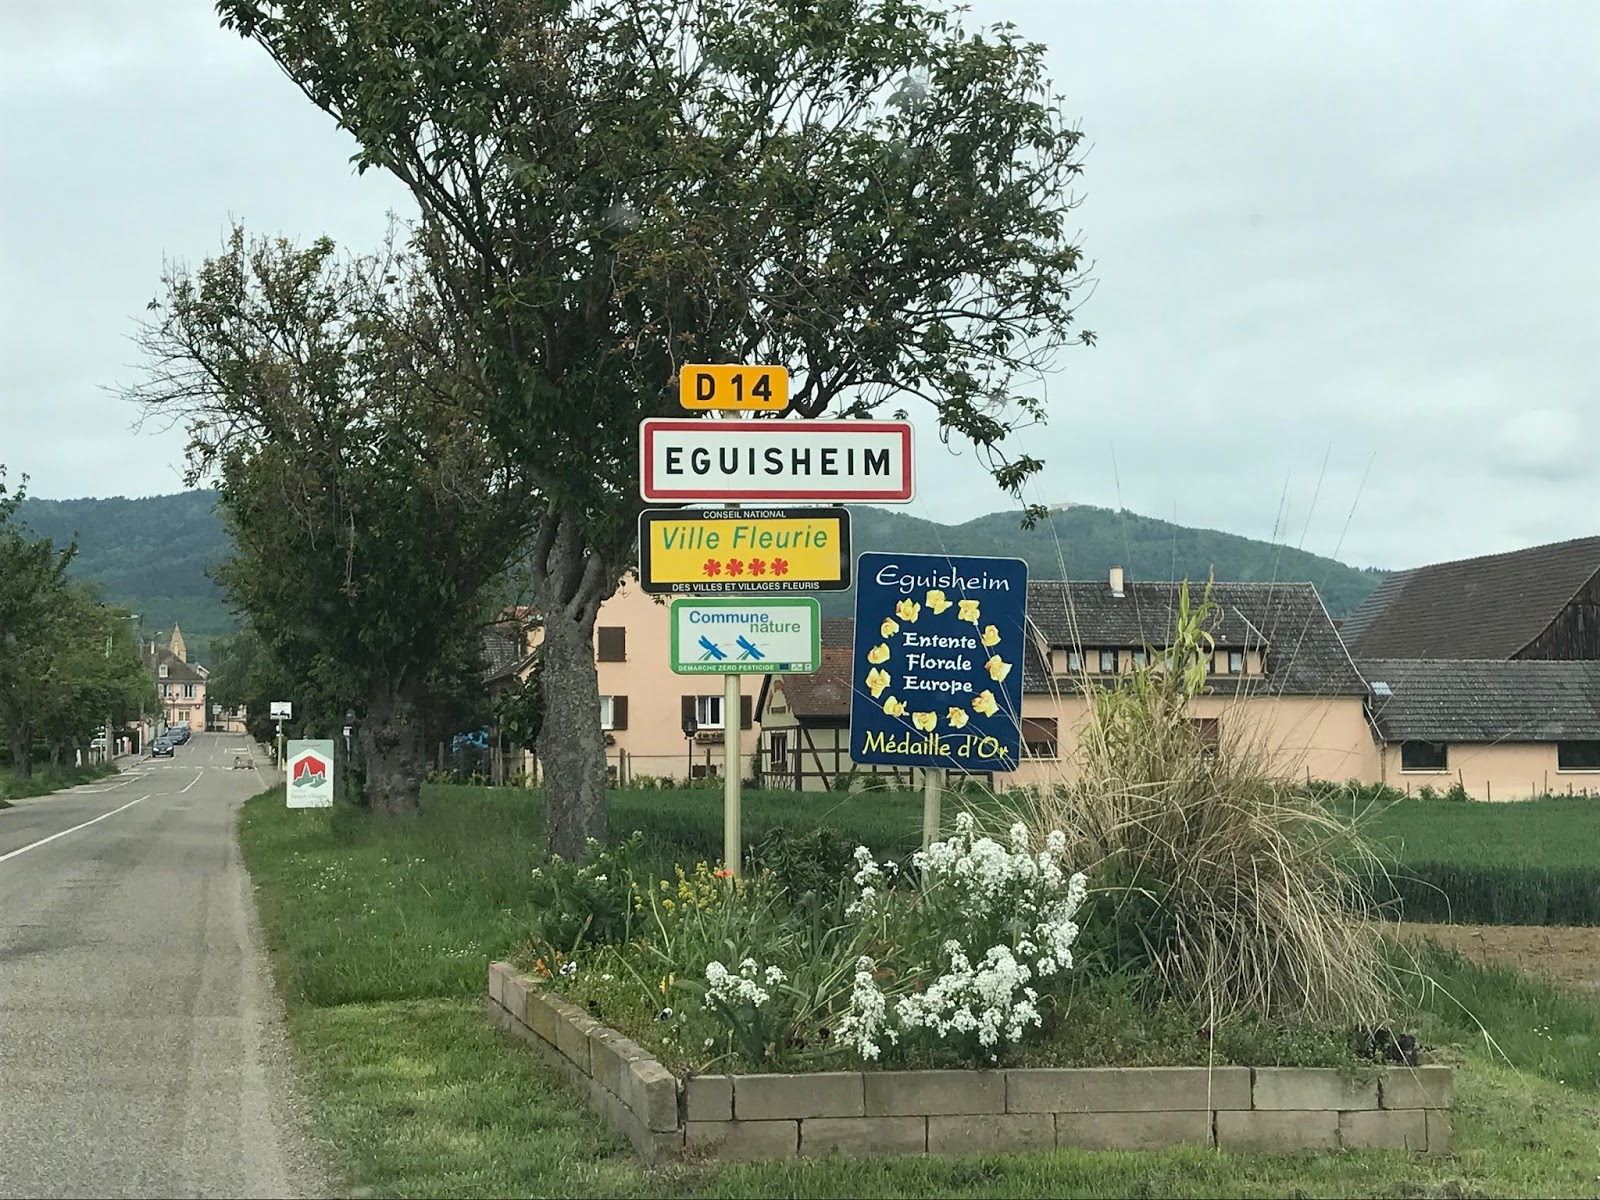 D 14
EGUISHEIM
CONSEIL NATIONAL
Ville Fleurie
DES VILLES ET VILLAGES FLEURIS
Commune
nature
DEMARCHE ZÉRO PESTICIDE
Eguisheim
Entente
Florale
Europe
Médaille d'Or